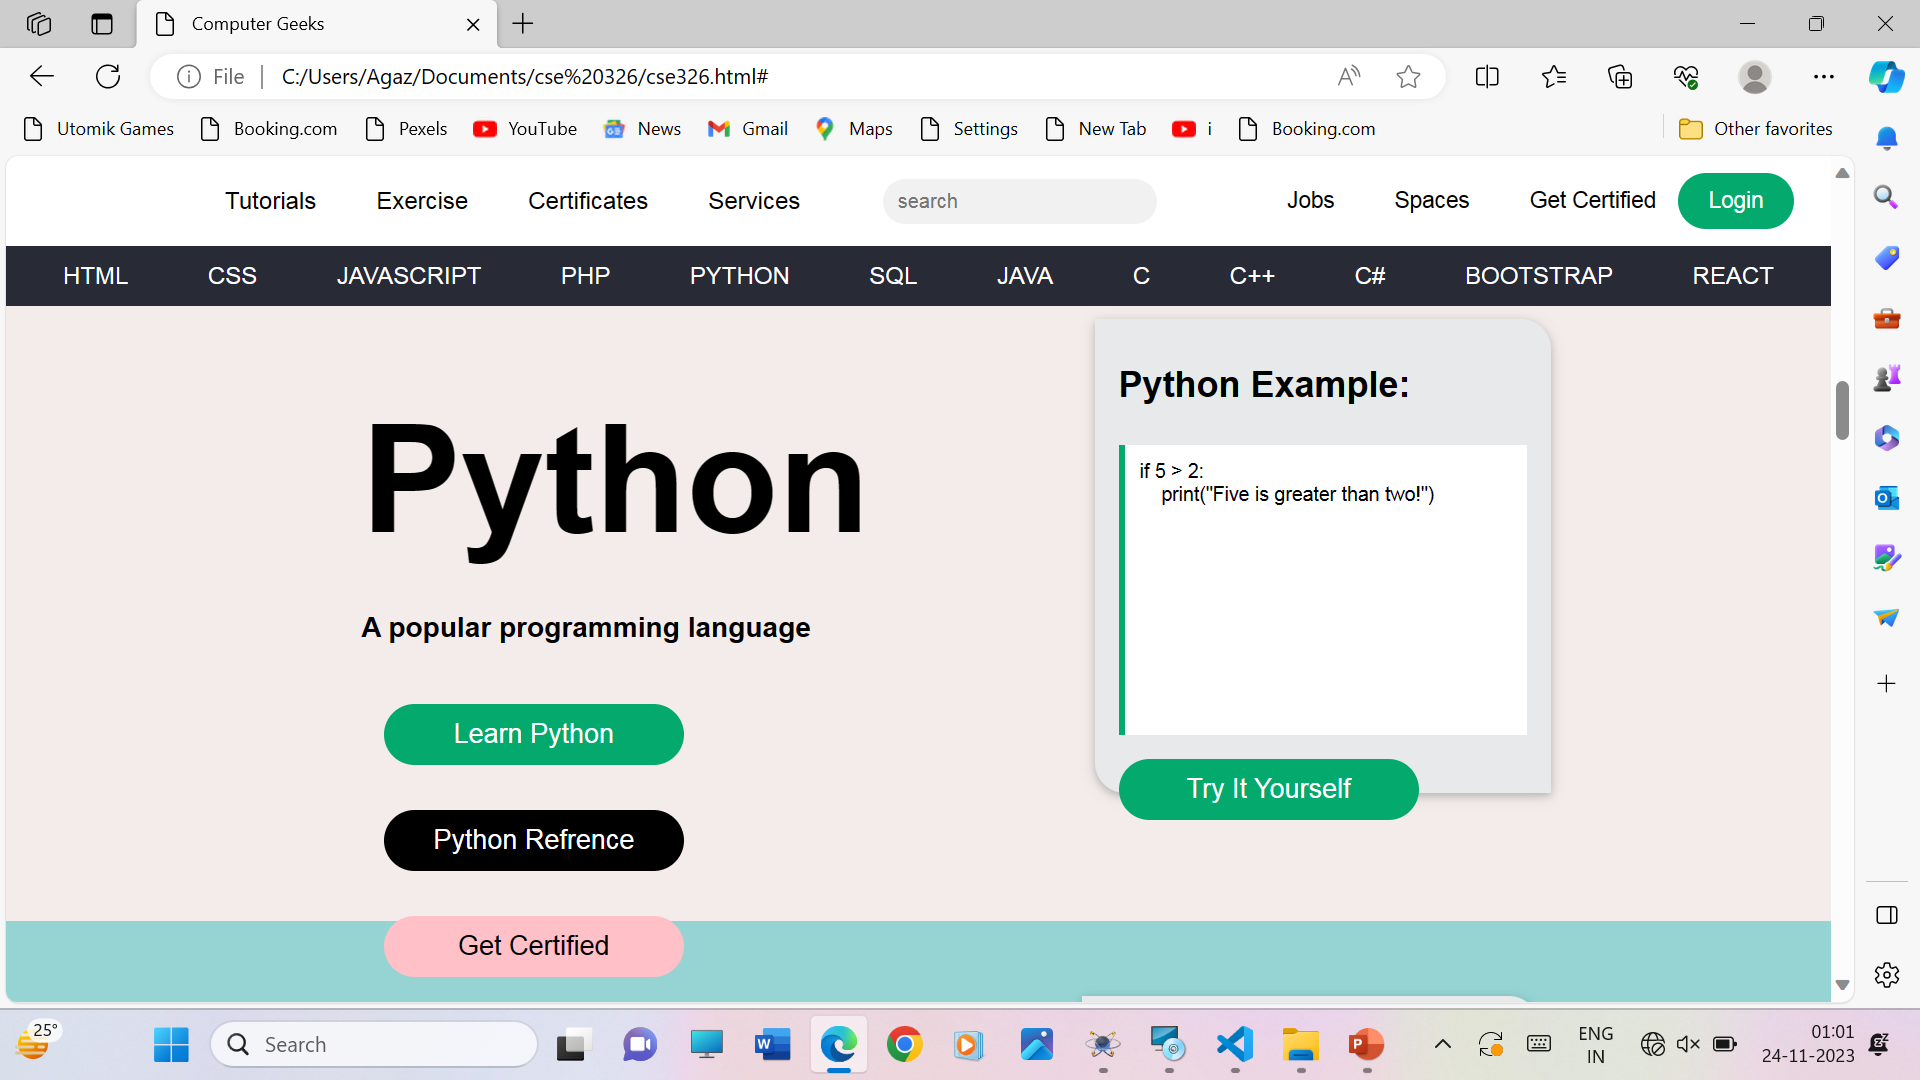 Computer Geeks
File
C:/Users/Agaz/Documents/cse%20326/cse326.html#
Utomik Games
Booking.com
Pexels
YouTube
News
Gmail
Maps
Settings
New Tab
i
Booking.com
Other favorites
Tutorials
Exercise
Certificates
Services
search
Jobs
Spaces
Get Certified
Login
HTML
CSS
JAVASCRIPT
PHP
PYTHON
SQL
JAVA
C
C++
C#
BOOTSTRAP
REACT
Python
A popular programming language
Learn Python
Python Refrence
Get Certified
Python Example:
if 5 > 2:
print("Five is greater than two!")
Try It Yourself
25°
Search
ENG
IN
01:01
24-11-2023